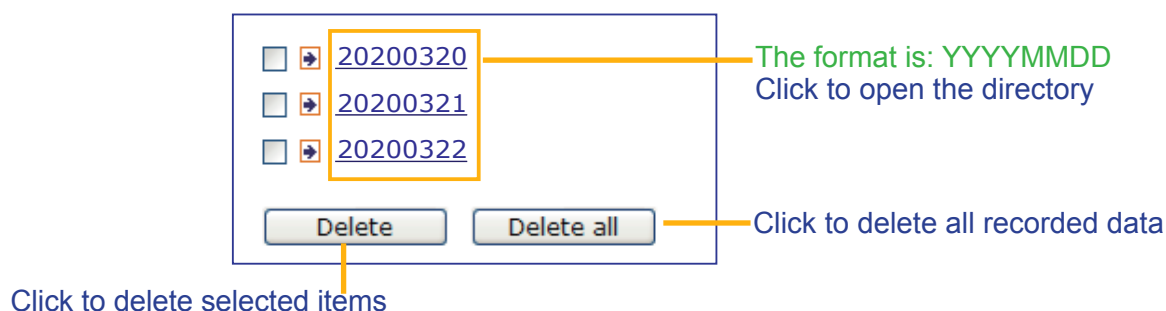 20200320
The format is: YYYYMMDD
Click to open the directory
20200321
20200322
Delete
Delete all
Click to delete all recorded data
Click to delete selected items